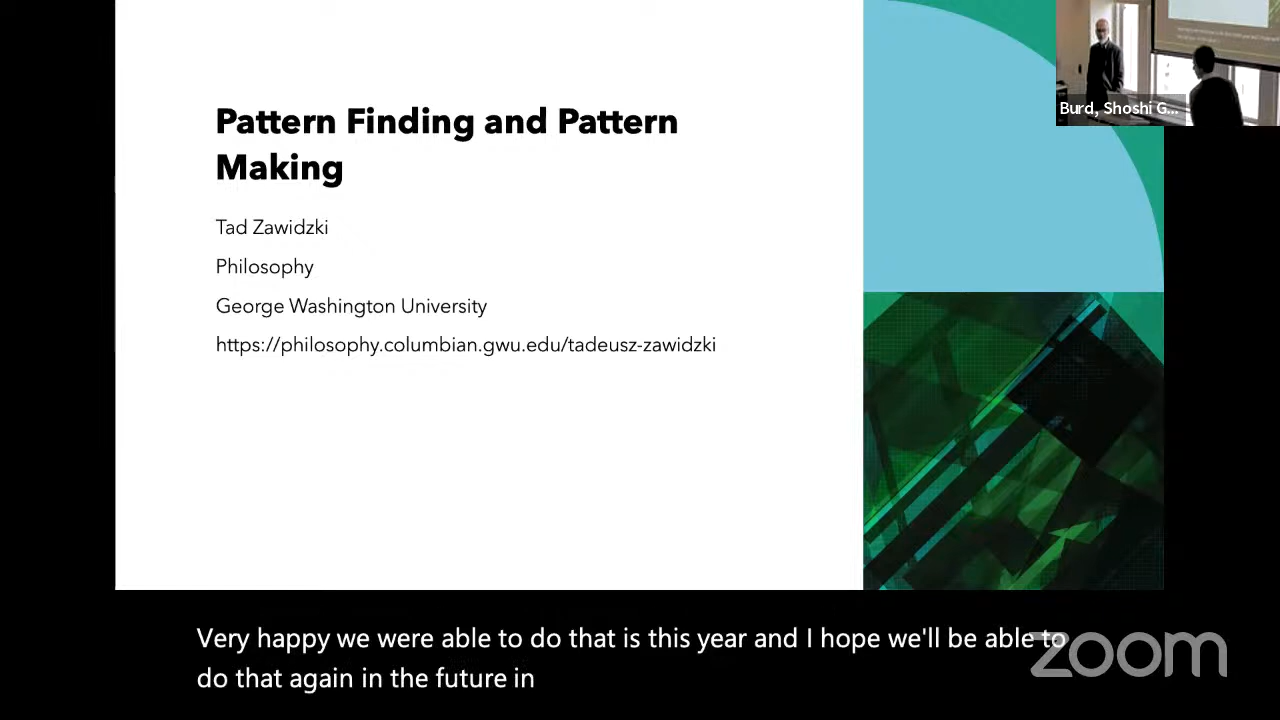 Pattern Finding and Pattern
Making
Tad Zawidzki
Philosophy
George Washington University
https://philosophy.columbian.gwu.edu/tadeusz-zawidzki
Burd, Shoshi G...
Very happy we were able to do that is this year and I hope we'll be able to
do that again in the future in
zoom